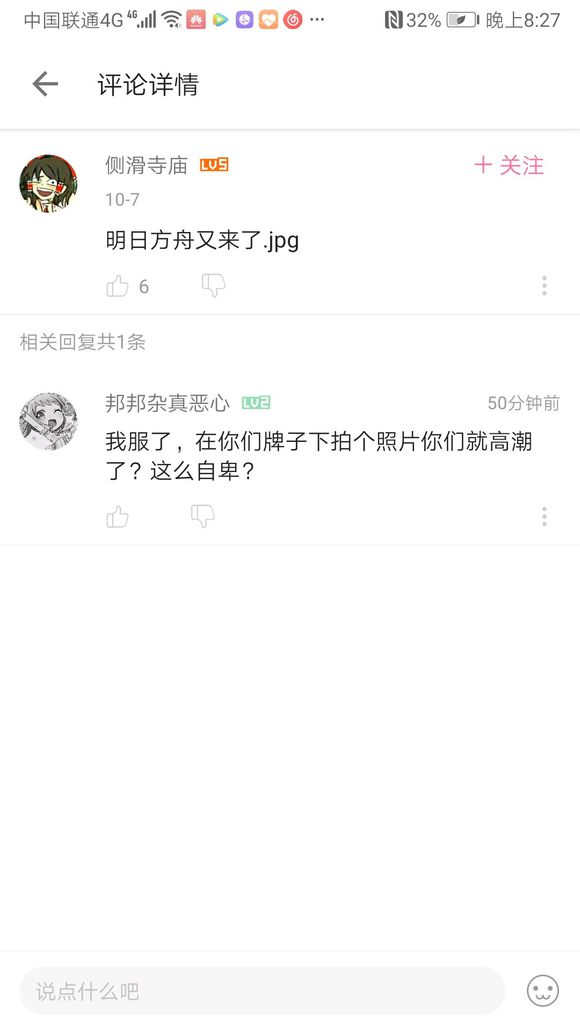 中国联通4G 4G 32% 晚上8:27
评论详情
侧滑寺庙 LV5 + 关注
10-7
明日方舟又来了.jpg
6
相关回复共1条
邦邦杂真恶心 LV2 50分钟前
我服了，在你们牌子下拍个照片你们就高潮
了？这么自卑？
说点什么吧